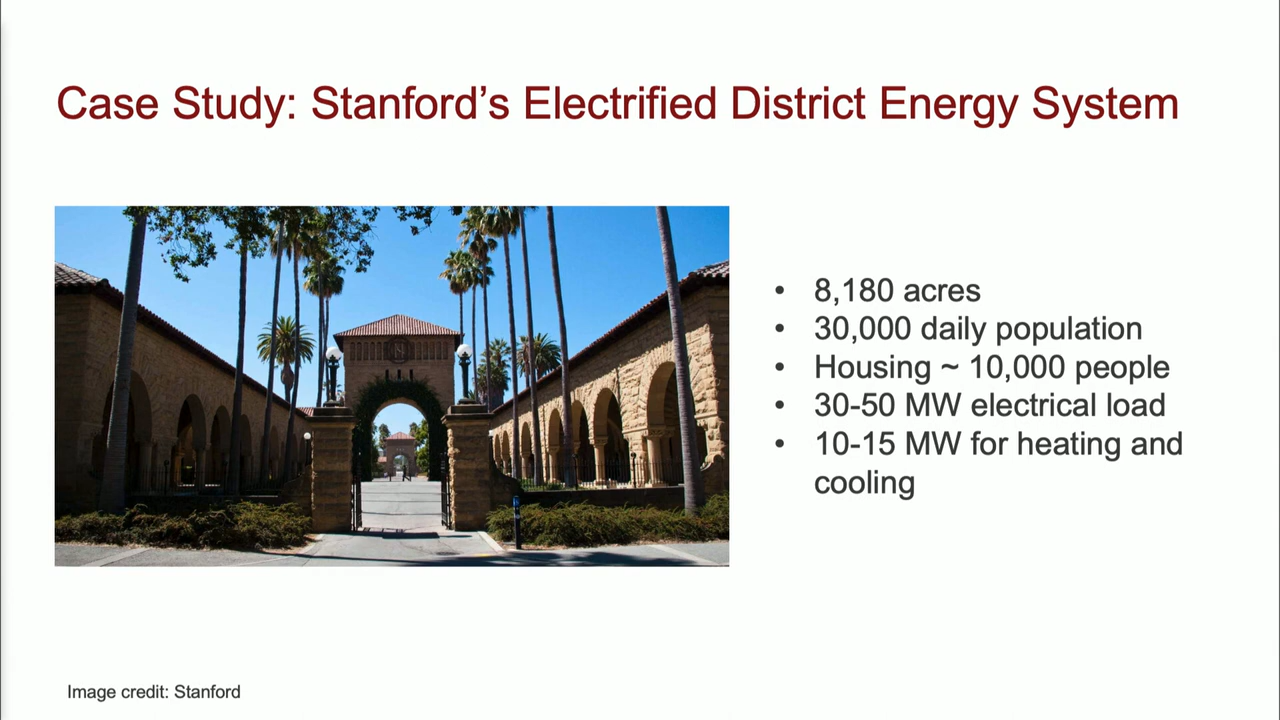 Case Study: Stanford's Electrified District Energy System
• 8,180 acres
• 30,000 daily population
• Housing ~ 10,000 people
• 30-50 MW electrical load
• 10-15 MW for heating and
cooling
Image credit: Stanford